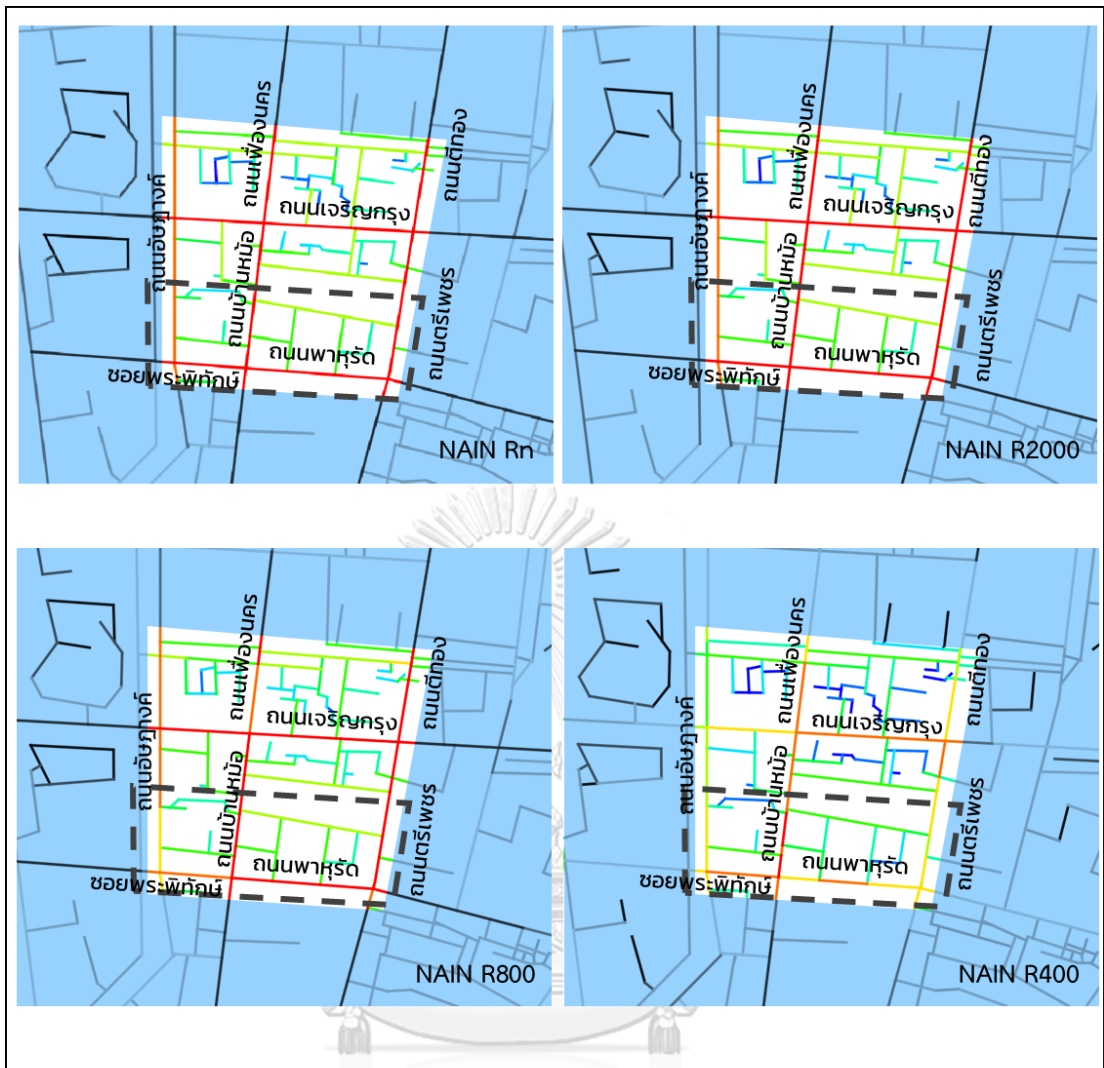 ถนนเฟื่องนคร
ถนนตีทอง
ถนนอัษฎางค์
ถนนเจริญกรุง
ถนนบ้านหม้อ
ถนนตรีเพชร
ถนนพาหุรัด
ซอยพระพิทักษ์
NAIN Rn
ถนนเฟื่องนคร
ถนนตีทอง
ถนนอัษฎางค์
ถนนเจริญกรุง
ถนนบ้านหม้อ
ถนนตรีเพชร
ถนนพาหุรัด
ซอยพระพิทักษ์
NAIN R2000
ถนนเฟื่องนคร
ถนนตีทอง
ถนนอัษฎางค์
ถนนเจริญกรุง
ถนนบ้านหม้อ
ถนนตรีเพชร
ถนนพาหุรัด
ซอยพระพิทักษ์
NAIN R800
ถนนเฟื่องนคร
ถนนตีทอง
ถนนอัษฎางค์
ถนนเจริญกรุง
ถนนบ้านหม้อ
ถนนตรีเพชร
ถนนพาหุรัด
ซอยพระพิทักษ์
NAIN R400